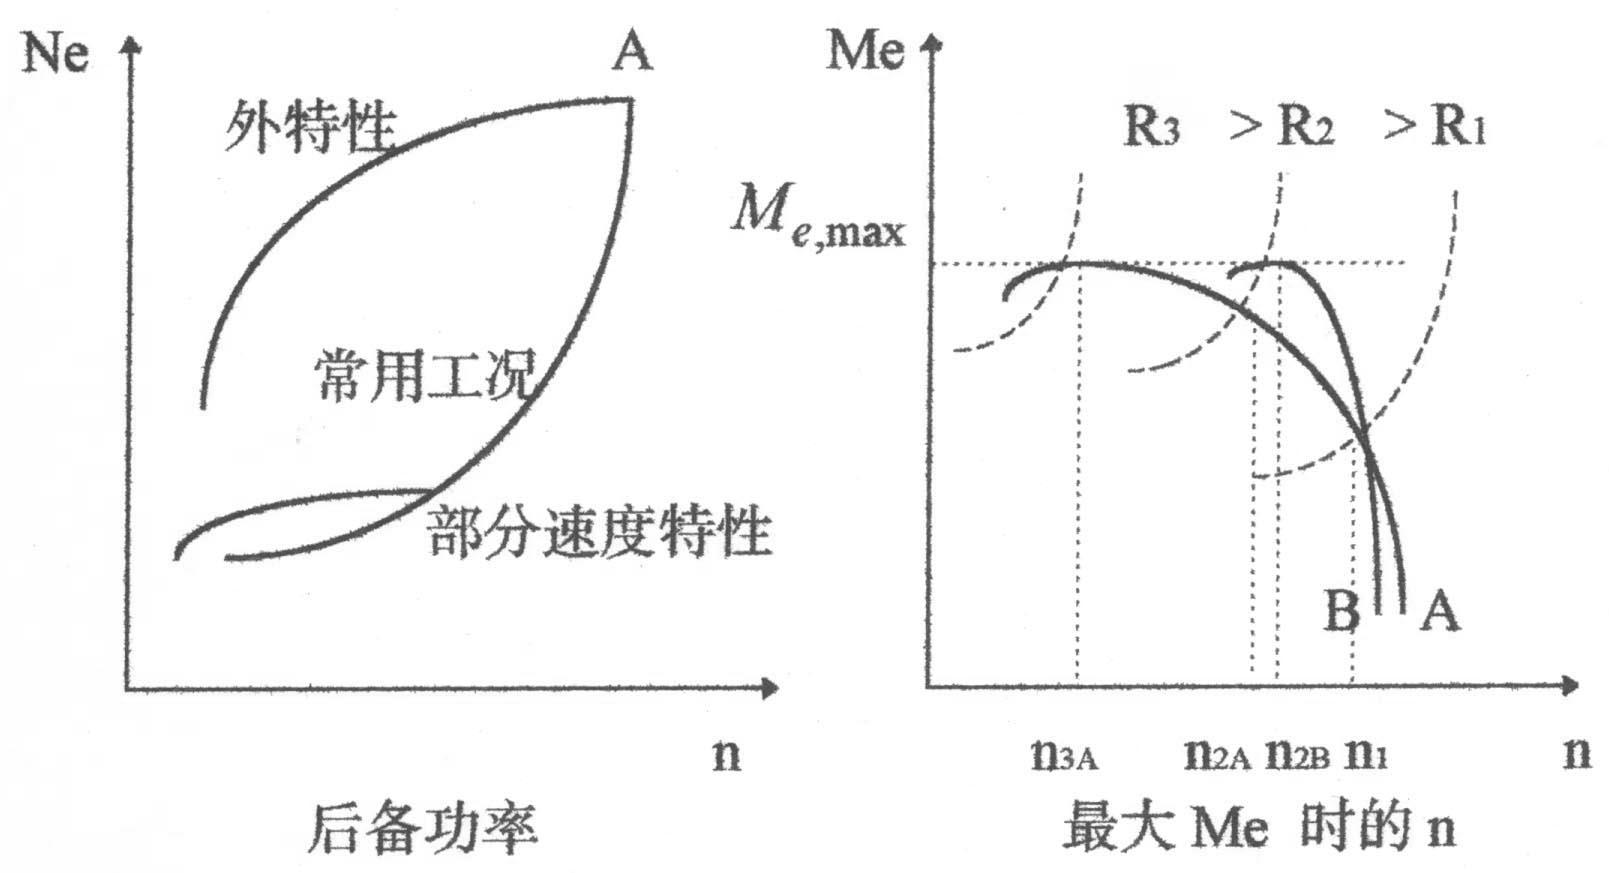 Ne
A
外特性
常用工况
部分速度特性
n
后备功率
Me
R3 > R2 > R1
Me,max
B
A
n3A
n2A
n2B
n1
n
最大 Me 时的 n